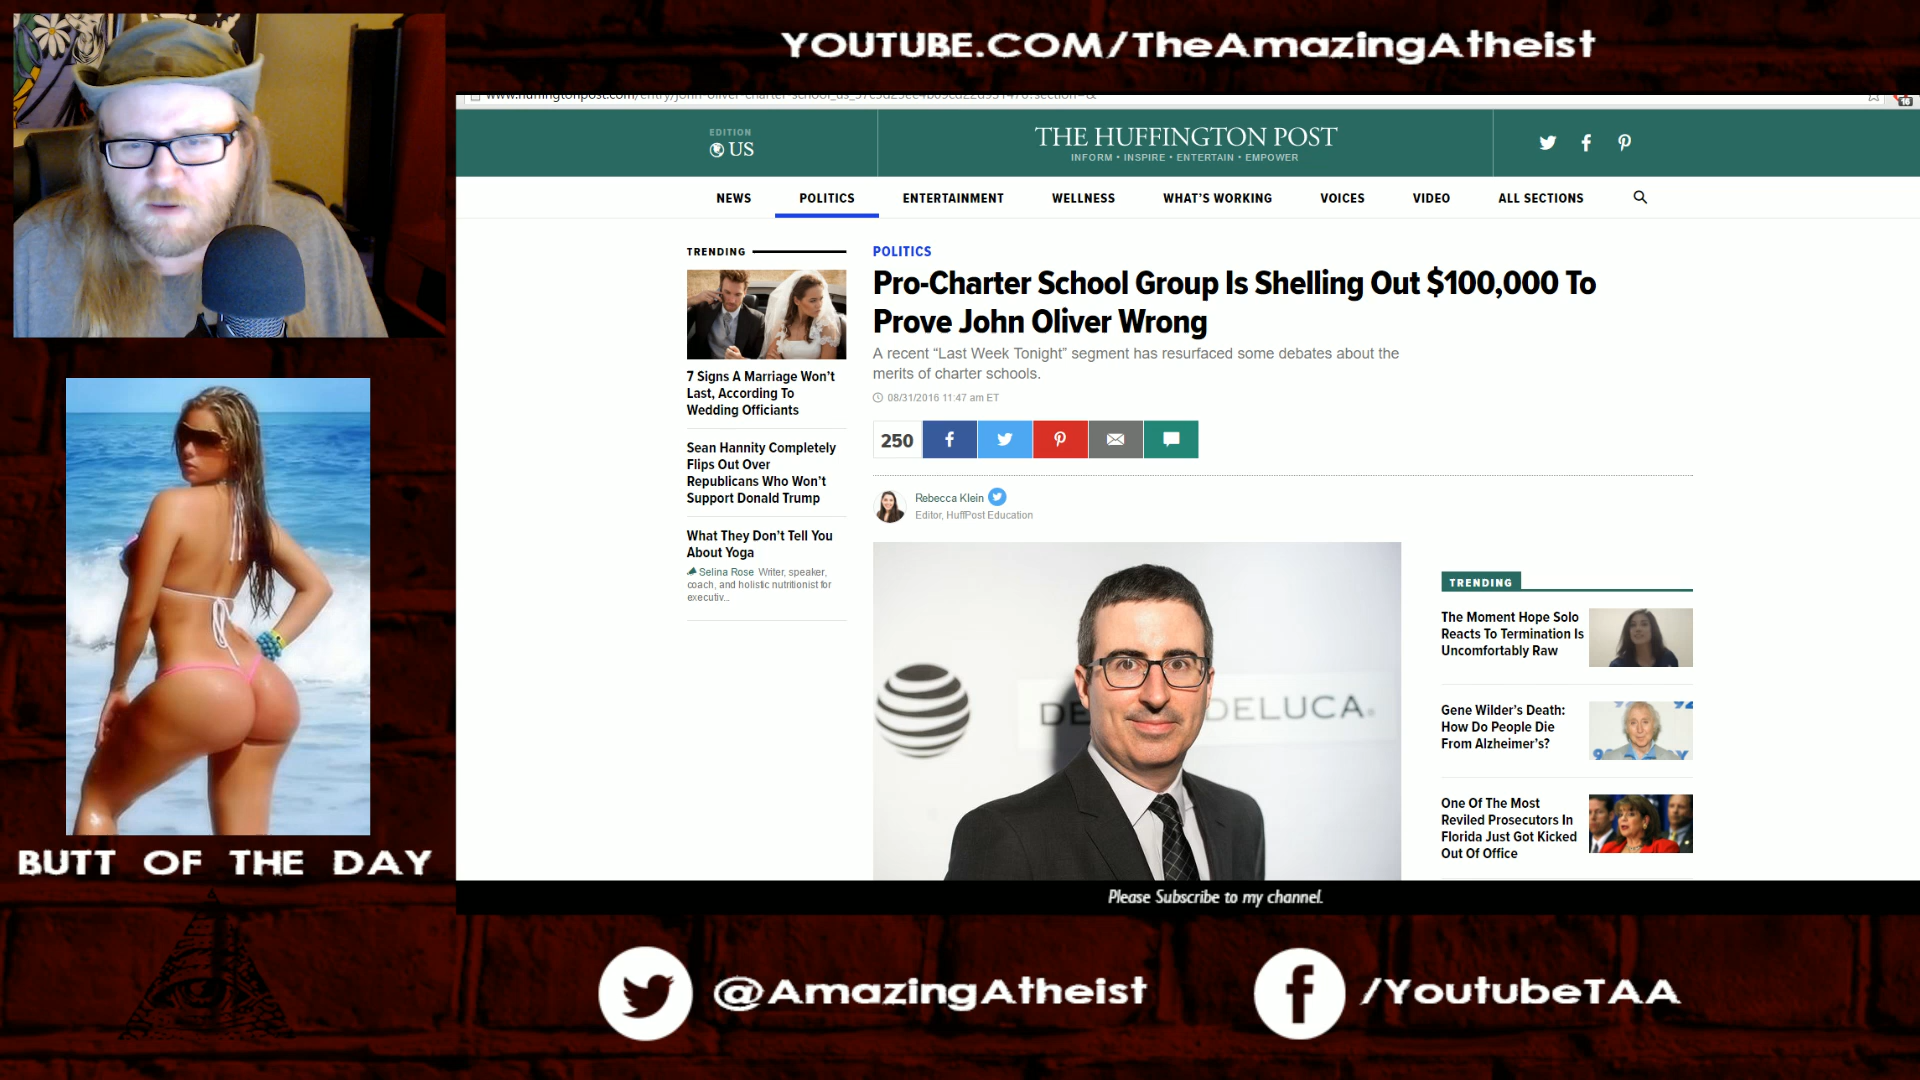 YOUTUBE.COM/TheAmazingAtheist
EDITION
US
THE HUFFINGTON POST
INFORM • INSPIRE • ENTERTAIN • EMPOWER
NEWS POLITICS ENTERTAINMENT WELLNESS WHAT'S WORKING VOICES VIDEO ALL SECTIONS
TRENDING
7 Signs A Marriage Won't
Last, According To
Wedding Officiants
Sean Hannity Completely
Flips Out Over
Republicans Who Won't
Support Donald Trump
What They Don't Tell You
About Yoga
Selina Rose Writer, speaker,
coach, and holistic nutritionist for
executiv...
POLITICS
Pro-Charter School Group Is Shelling Out $100,000 To
Prove John Oliver Wrong
A recent “Last Week Tonight” segment has resurfaced some debates about the
merits of charter schools.
08/31/2016 11:47 am ET
250
Rebecca Klein
Editor, HuffPost Education
DELUCA
TRENDING
The Moment Hope Solo
Reacts To Termination Is
Uncomfortably Raw
Gene Wilder's Death:
How Do People Die
From Alzheimer's?
One Of The Most
Reviled Prosecutors In
Florida Just Got Kicked
Out Of Office
BUTT OF THE DAY
Please Subscribe to my channel.
@AmazingAtheist
/YoutubeTAA